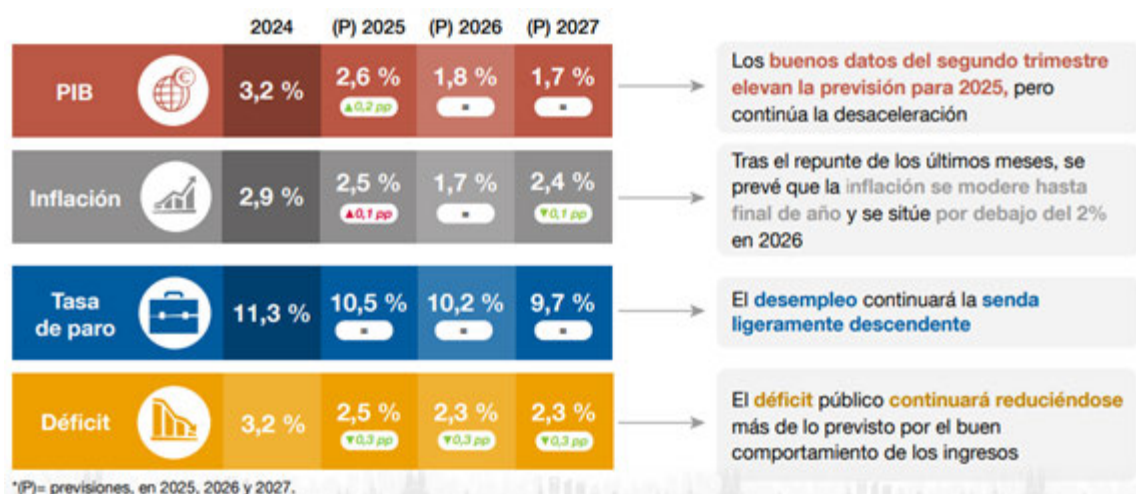 2024 (P) 2025 (P) 2026 (P) 2027
PIB 3,2 % 2,6 % 1,8 % 1,7 %
▲0,2 pp = =
Los buenos datos del segundo trimestre
elevan la previsión para 2025, pero
continúa la desaceleración
Inflación 2,9 % 2,5 % 1,7 % 2,4 %
▲0,1 pp = ▼0,1 pp
Tras el repunte de los últimos meses, se
prevé que la inflación se modere hasta
final de año y se sitúe por debajo del 2%
en 2026
Tasa
de paro
11,3 % 10,5 % 10,2 % 9,7 %
= = =
El desempleo continuará la senda
ligeramente descendente
Déficit 3,2 % 2,5 % 2,3 % 2,3 %
▼0,3 pp ▼0,3 pp ▼0,3 pp
El déficit público continuará reduciéndose
más de lo previsto por el buen
comportamiento de los ingresos
*(P)= previsiones, en 2025, 2026 y 2027.